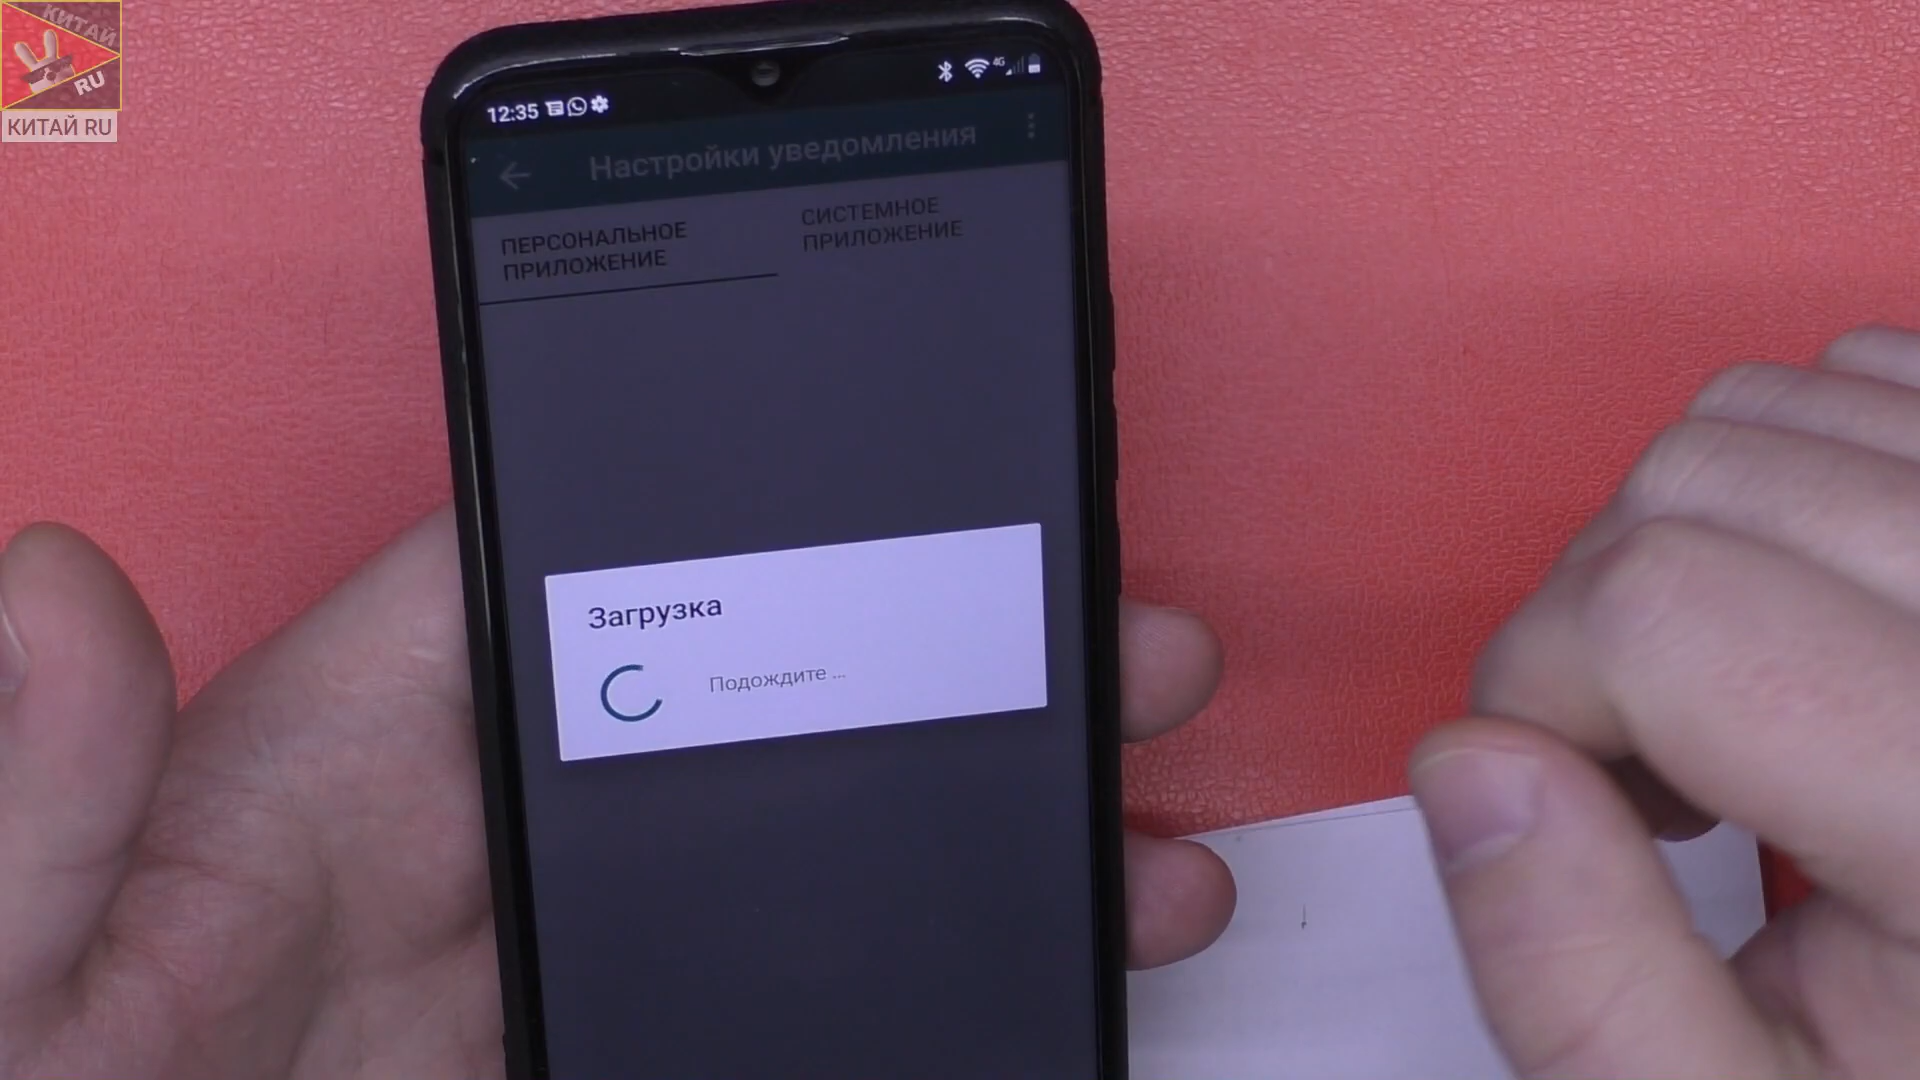 КИТАЙ
RU
КИТАЙ RU
12:35
4G
Настройки уведомления
ПЕРСОНАЛЬНОЕ
ПРИЛОЖЕНИЕ
СИСТЕМНОЕ
ПРИЛОЖЕНИЕ
Загрузка
Подождите ...